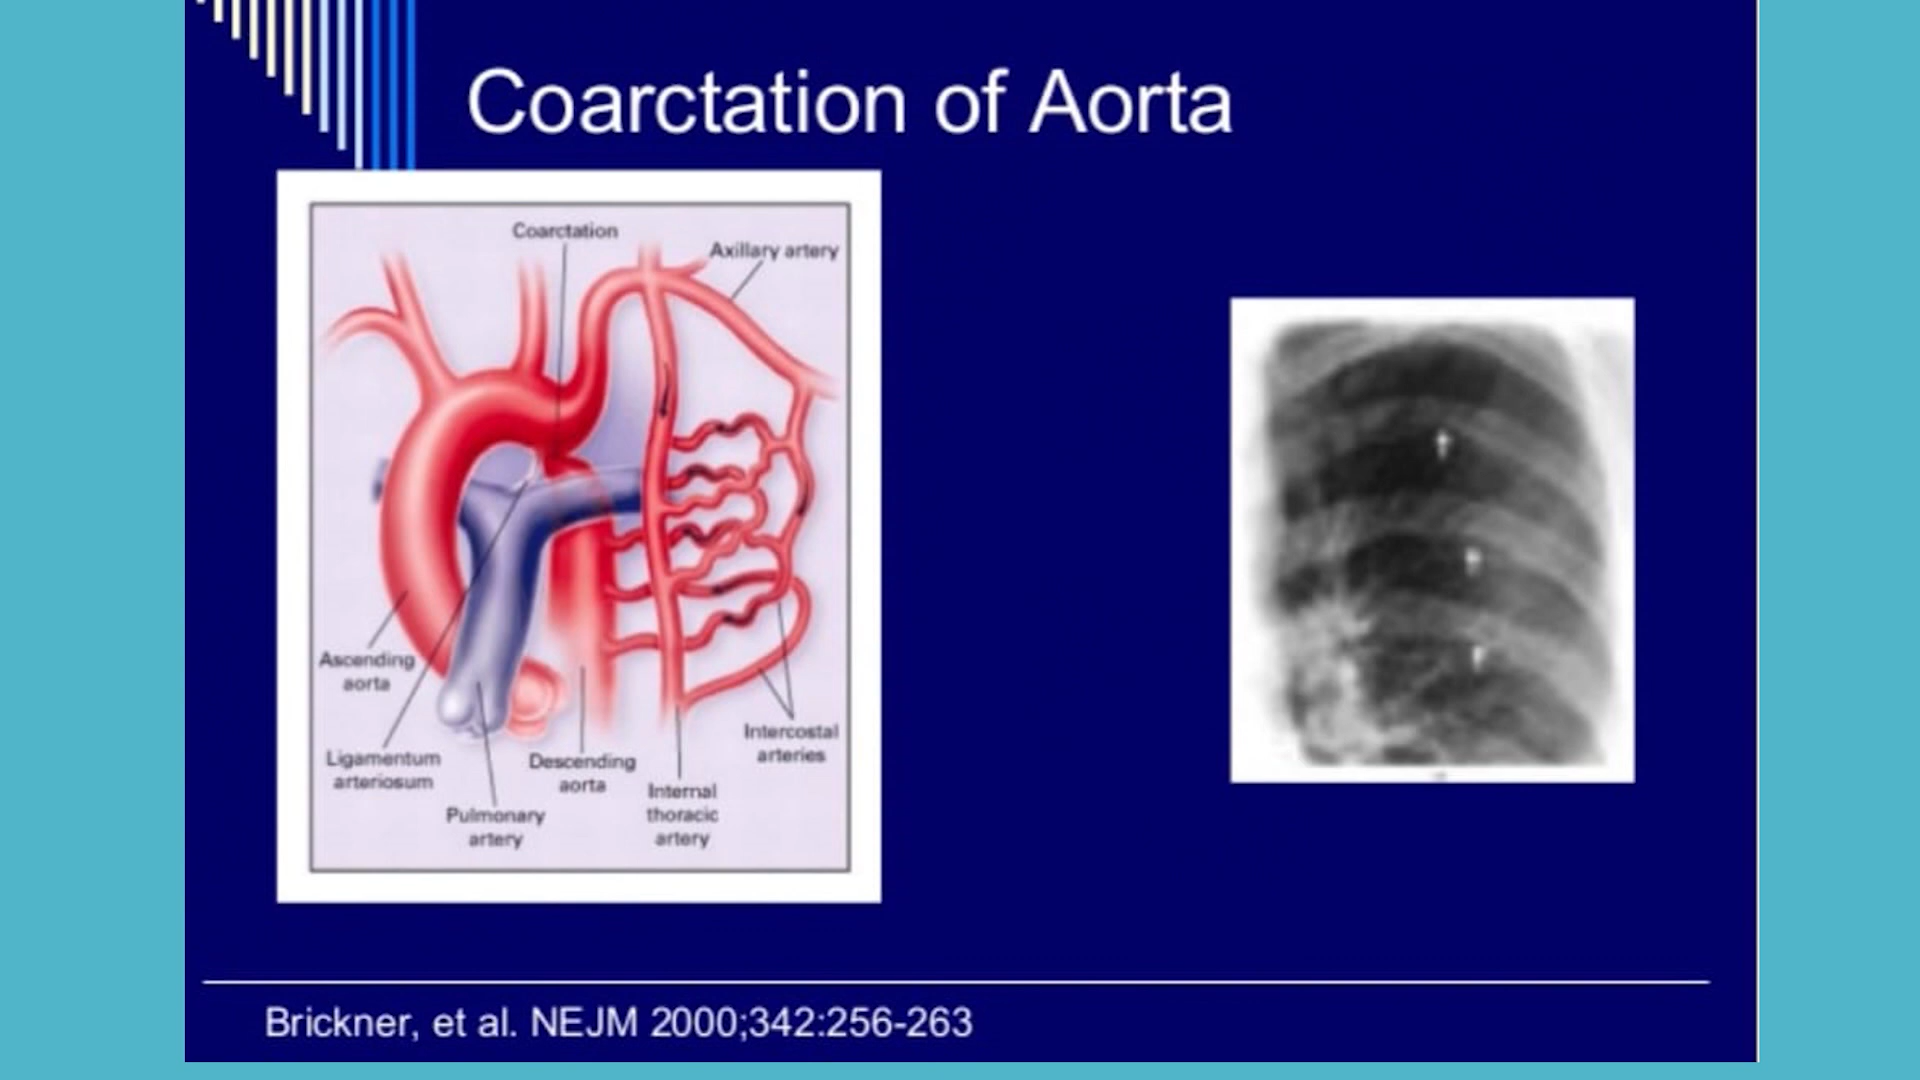 Coarctation of Aorta
Coarctation
Axillary artery
Ascending
aorta
Ligamentum
arteriosum
Pulmonary
artery
Descending
aorta
Internal
thoracic
artery
Intercostal
arteries
Brickner, et al. NEJM 2000;342:256-263